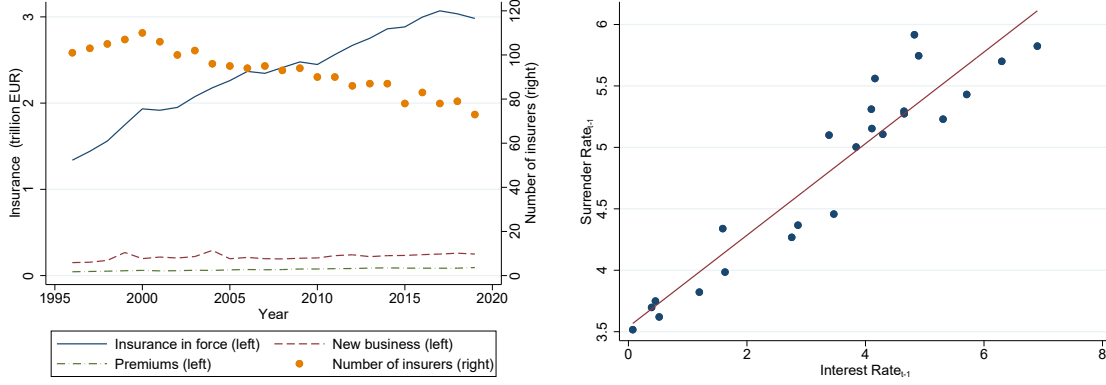 Insurance (trillion EUR)
3
2
1
0
120
100
80
60
40
20
0
Number of insurers (right)
1995 2000 2005 2010 2015 2020
Year
Insurance in force (left) New business (left)
Premiums (left) Number of insurers (right)
Surrender Rateₜ₋₁
6
5.5
5
4.5
4
3.5
0 2 4 6 8
Interest Rateₜ₋₁